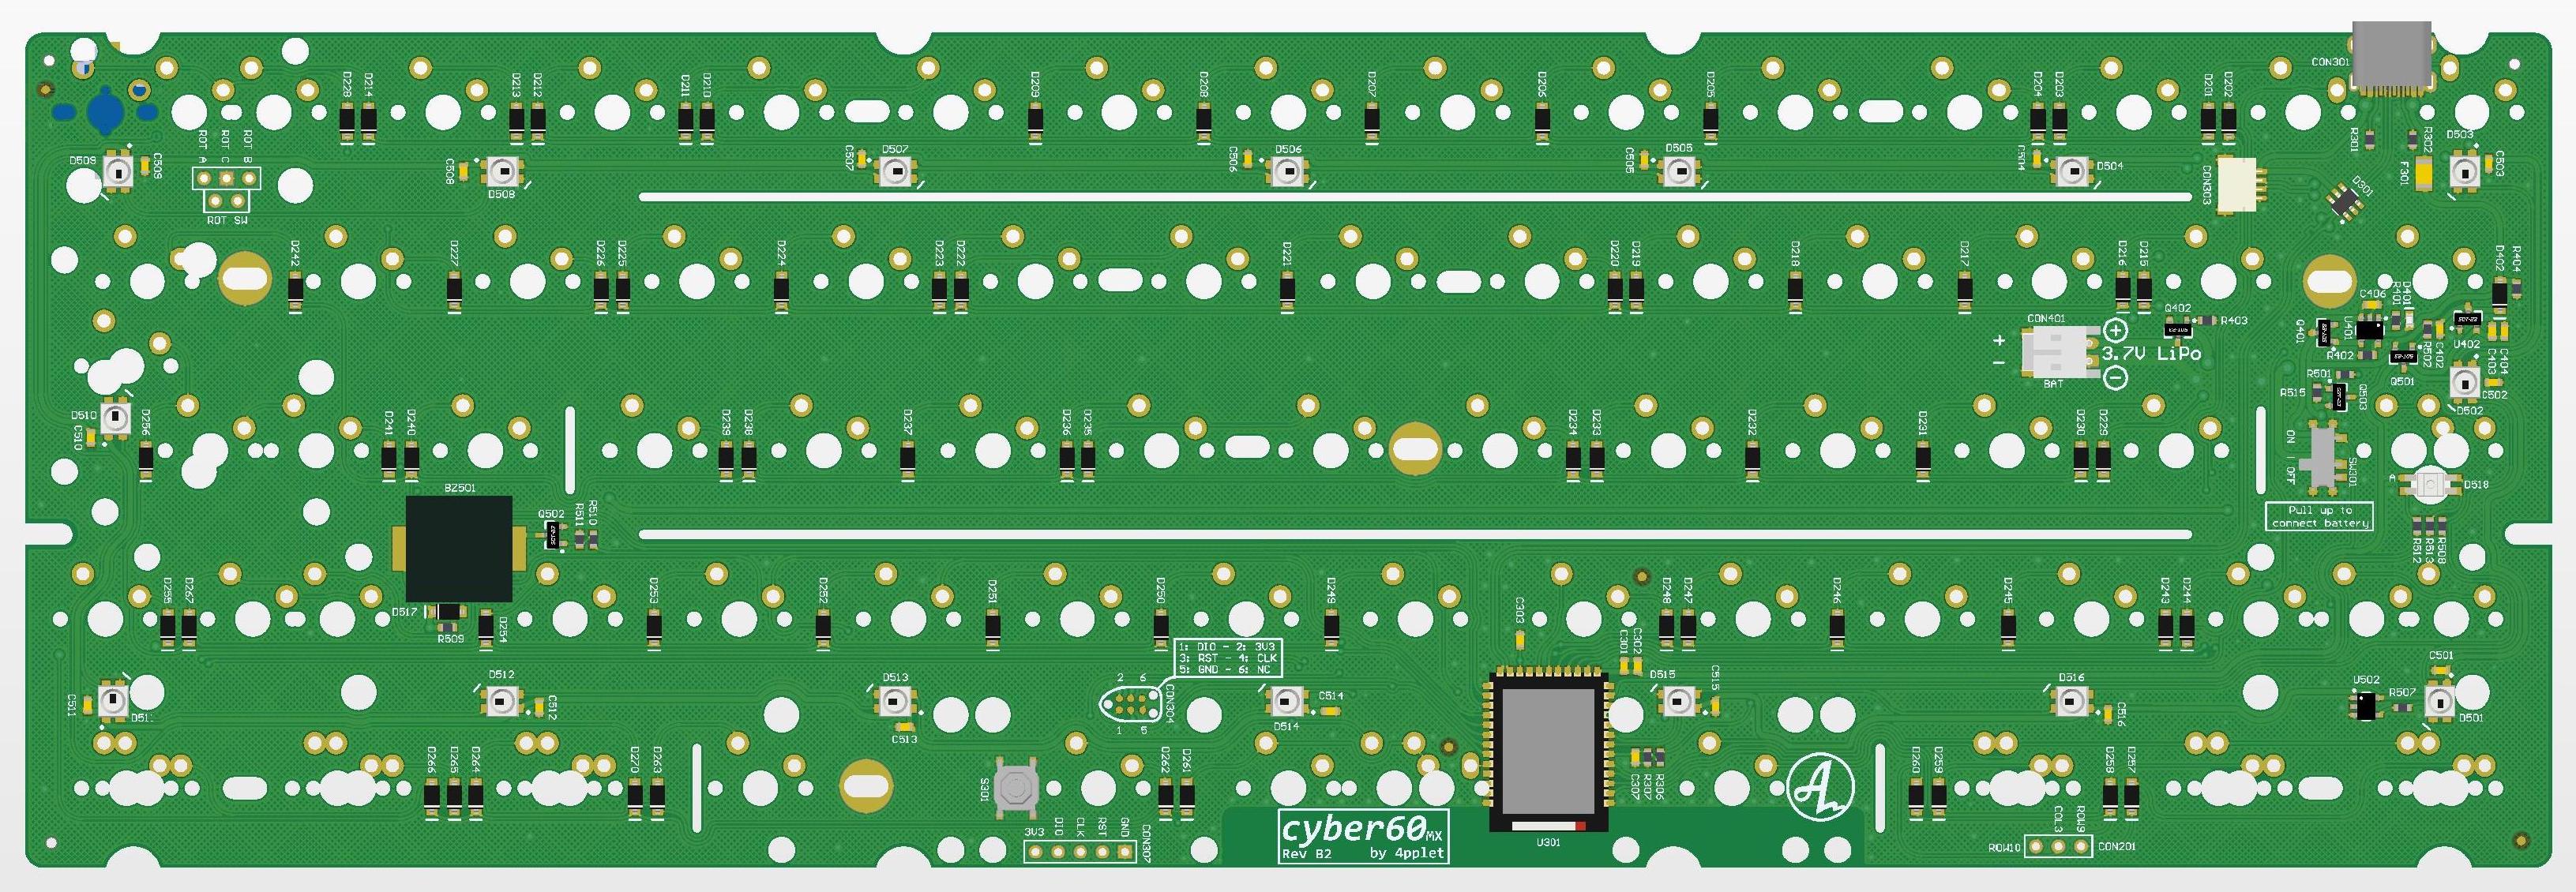 CON301
D228
D214
D213
D212
D211
D210
D209
D208
D207
D206
D205
D204
D203
D201
D202
R301
R302
D503
ROT A
ROT C
ROT B
D509
C509
C508
D508
C507
D507
C506
D506
C505
D505
C504
D504
CON303
D301
F301
C503
ROT SW
D242
D227
D226
D225
D224
D223
D222
D221
D220
D219
D218
D217
D216
D215
D402
R404
CON401
+
-
3.7V LiPo
BAT
Q402
R403
C406
R401
D401
Q401
U401
R402
R502
C402
U402
C403
C404
Q501
R501
R515
Q503
C502
D502
D510
C510
D256
D241
D240
D239
D238
D237
D236
D235
D234
D233
D232
D231
D230
D229
ON | OFF
SW301
A
D518
Pull up to
connect battery
R512
R513
R508
BZ501
Q502
R511
R510
D517
R509
D255
D267
D254
D253
D252
D251
D250
D249
D248
D247
D246
D245
D243
D244
C303
C301
C302
1: DIO - 2: 3V3
3: RST - 4: CLK
5: GND - 6: NC
2 6
1 5
CON304
C511
D511
D512
C512
D513
C513
D514
C514
D515
C515
D516
C516
C501
U502
R507
D501
D266
D265
D264
D270
D263
S301
D262
D261
C307
R307
R306
D260
D259
D258
D257
3V3
DIO
CLK
RST
GND
CON307
cyber60MX
Rev B2 by 4pplet
U301
COL3
ROW9
ROW10
CON201